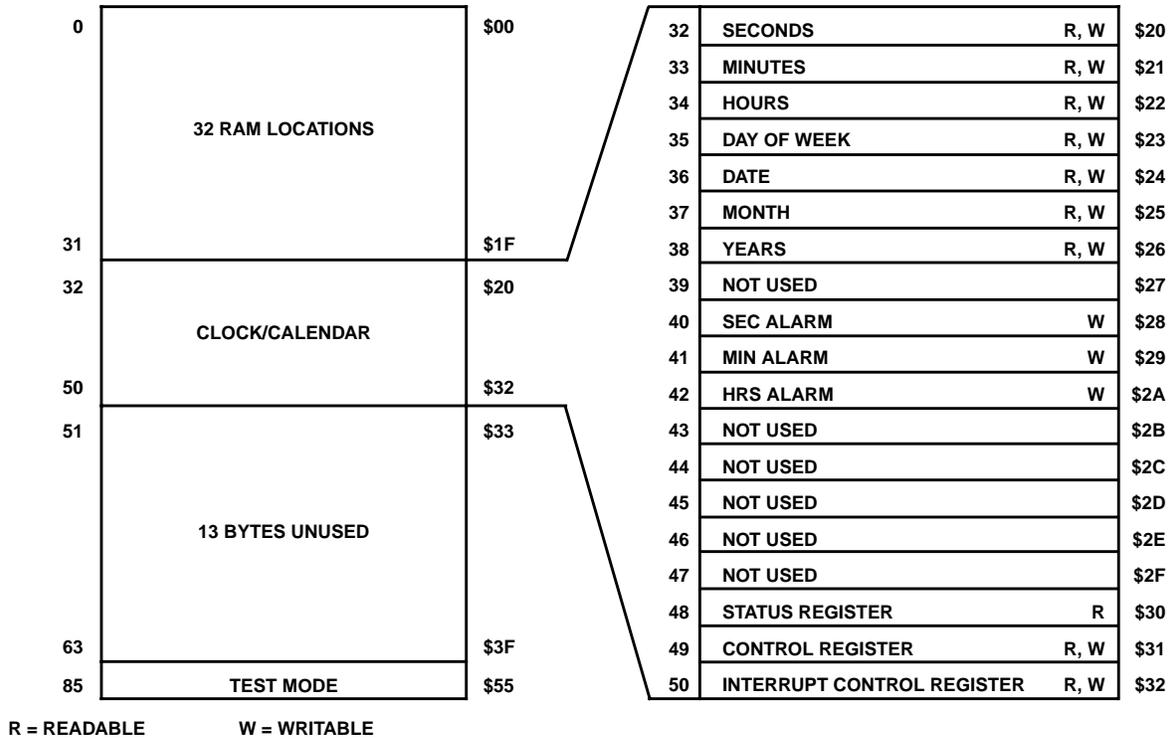 0 $00
32 RAM LOCATIONS
31 $1F
32 $20
CLOCK/CALENDAR
50 $32
51 $33
13 BYTES UNUSED
63 $3F
85 TEST MODE $55
32 SECONDS R, W $20
33 MINUTES R, W $21
34 HOURS R, W $22
35 DAY OF WEEK R, W $23
36 DATE R, W $24
37 MONTH R, W $25
38 YEARS R, W $26
39 NOT USED $27
40 SEC ALARM W $28
41 MIN ALARM W $29
42 HRS ALARM W $2A
43 NOT USED $2B
44 NOT USED $2C
45 NOT USED $2D
46 NOT USED $2E
47 NOT USED $2F
48 STATUS REGISTER R $30
49 CONTROL REGISTER R, W $31
50 INTERRUPT CONTROL REGISTER R, W $32
R = READABLE W = WRITABLE